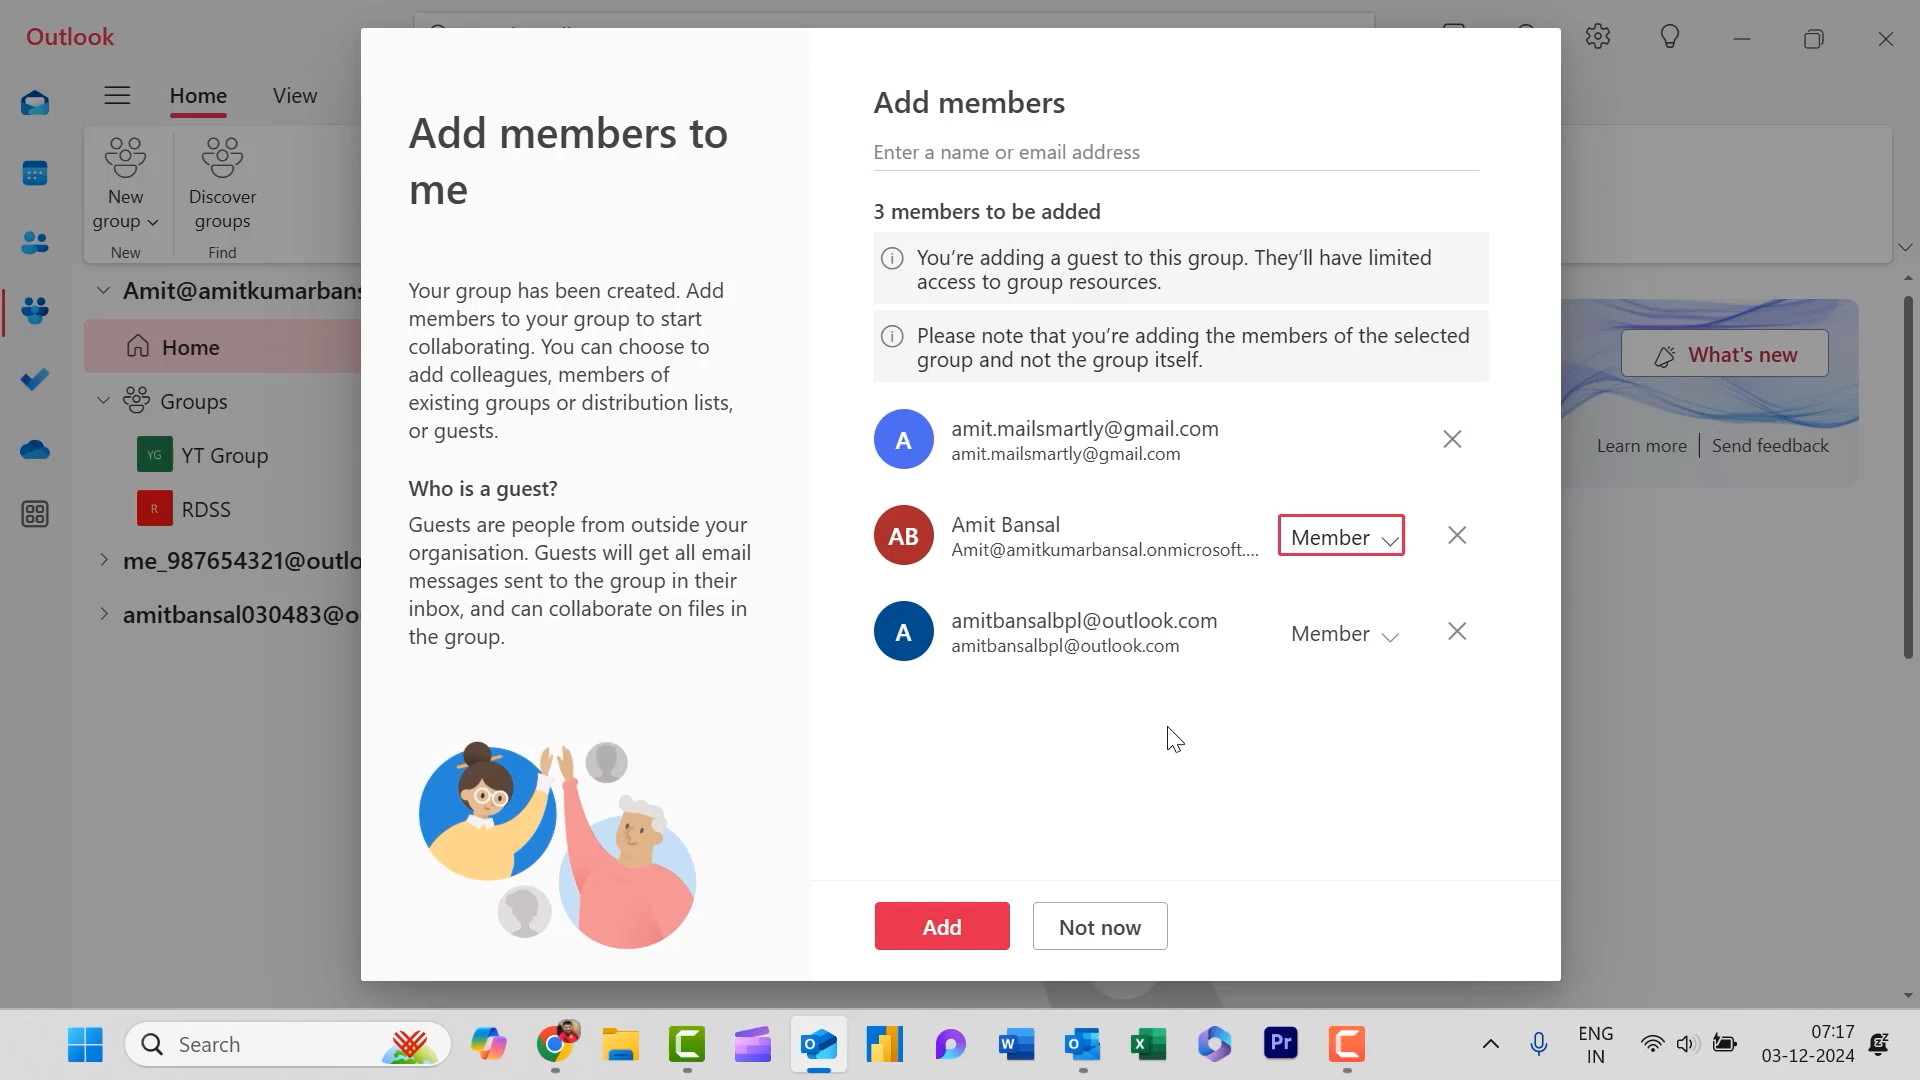 Outlook
Home
View
New
group
Discover
groups
New
Find
Amit@amitkumarbans
Home
Groups
YG
YT Group
R
RDSS
me_987654321@outlo
amitbansal030483@o
Add members to
me
Your group has been created. Add
members to your group to start
collaborating. You can choose to
add colleagues, members of
existing groups or distribution lists,
or guests.
Who is a guest?
Guests are people from outside your
organisation. Guests will get all email
messages sent to the group in their
inbox, and can collaborate on files in
the group.
Add members
Enter a name or email address
3 members to be added
You're adding a guest to this group. They'll have limited
access to group resources.
Please note that you're adding the members of the selected
group and not the group itself.
A
amit.mailsmartly@gmail.com
amit.mailsmartly@gmail.com
AB
Amit Bansal
Amit@amitkumarbansal.onmicrosoft....
Member
A
amitbansalbpl@outlook.com
amitbansalbpl@outlook.com
Member
Add
Not now
What's new
Learn more
Send feedback
Search
Pr
ENG
IN
07:17
03-12-2024